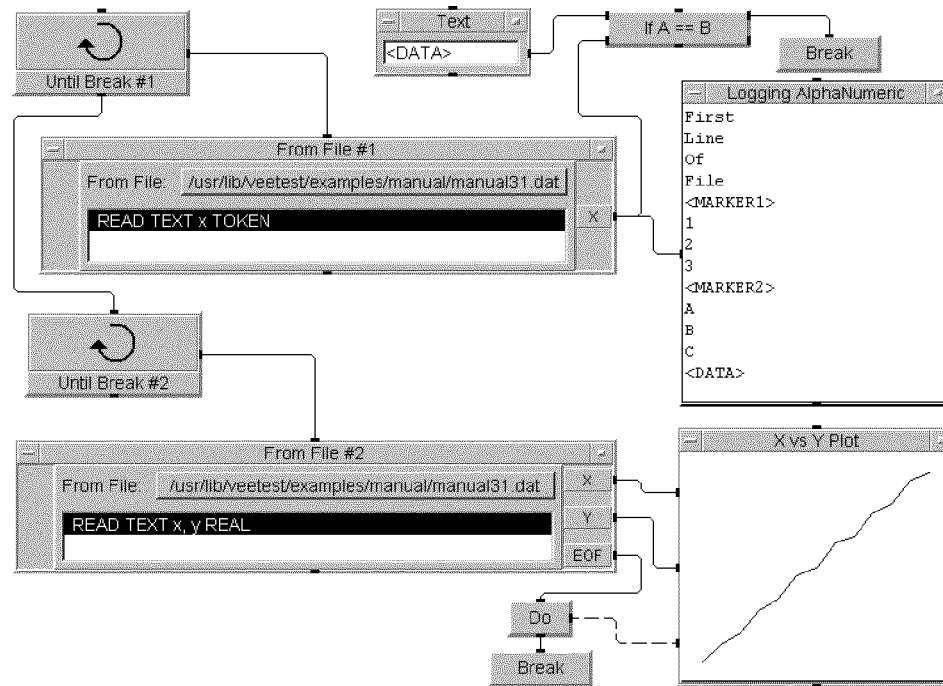 Until Break #1
Text
<DATA>
If A == B
Break
Logging AlphaNumeric
First
Line
Of
File
<MARKER1>
1
2
3
<MARKER2>
A
B
C
<DATA>
From File #1
From File: /usr/lib/veetest/examples/manual/manual31.dat
READ TEXT x TOKEN
X
Until Break #2
From File #2
From File: /usr/lib/veetest/examples/manual/manual31.dat
READ TEXT x, y REAL
X
Y
EOF
X vs Y Plot
Do
Break